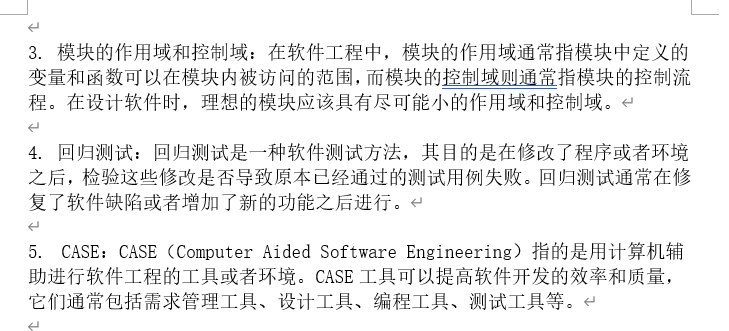 3. 模块的作用域和控制域：在软件工程中，模块的作用域通常指模块中定义的
变量和函数可以在模块内被访问的范围，而模块的控制域则通常指模块的控制流
程。在设计软件时，理想的模块应该具有尽可能小的作用域和控制域。
4. 回归测试：回归测试是一种软件测试方法，其目的是在修改了程序或者环境
之后，检验这些修改是否导致原本已经通过的测试用例失败。回归测试通常在修
复了软件缺陷或者增加了新的功能之后进行。
5. CASE：CASE（Computer Aided Software Engineering）指的是用计算机辅
助进行软件工程的工具或者环境。CASE 工具可以提高软件开发的效率和质量，
它们通常包括需求管理工具、设计工具、编程工具、测试工具等。